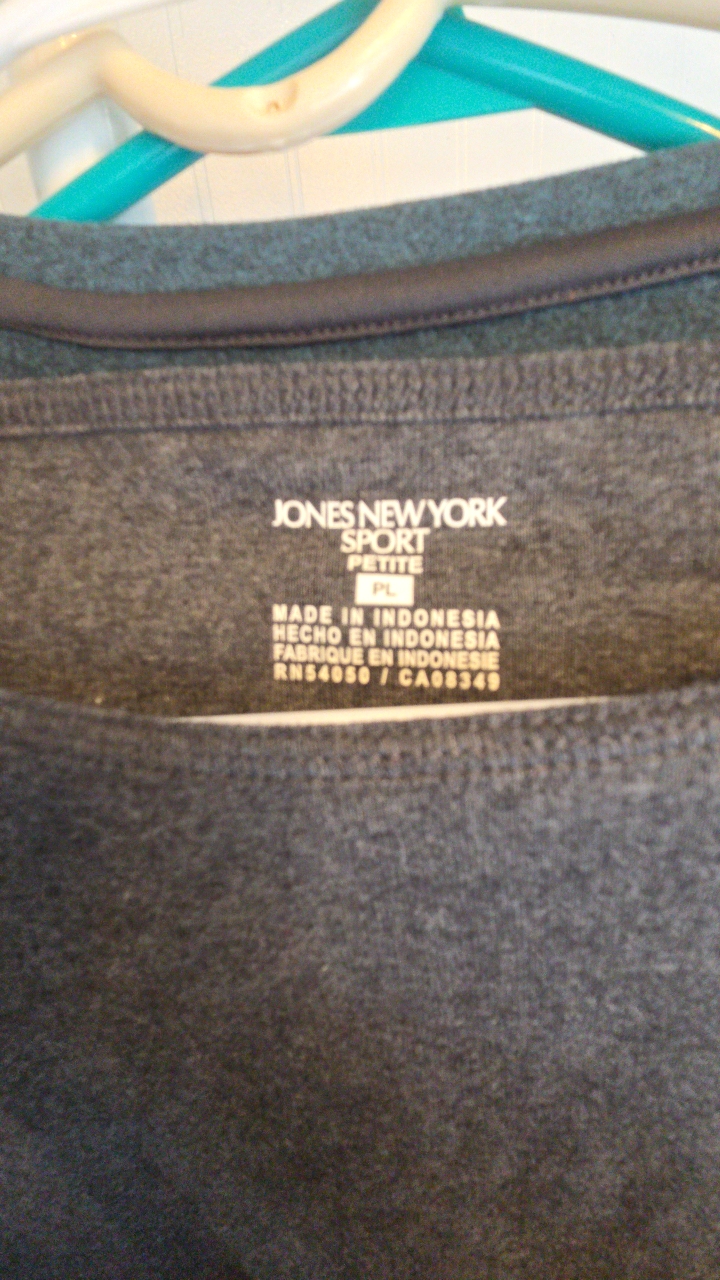 JONES NEW YORK
SPORT
PETITE
PL
MADE IN INDONESIA
HECHO EN INDONESIA
FABRIQUE EN INDONESIE
RN54050 / CA08349